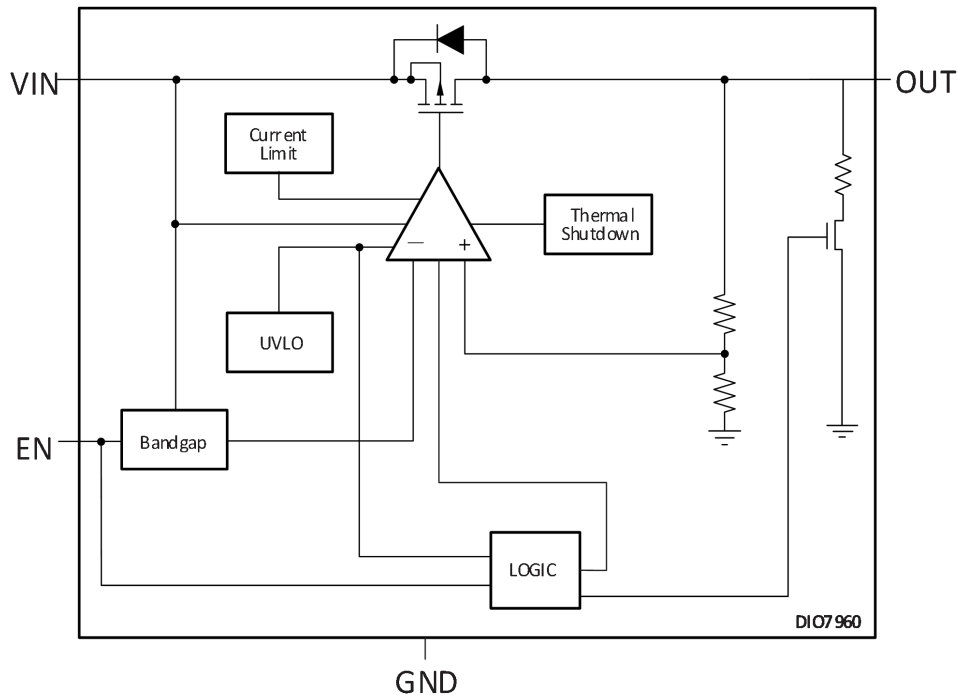 VIN
OUT
Current
Limit
Thermal
Shutdown
−
+
UVLO
EN
Bandgap
LOGIC
DIO7960
GND